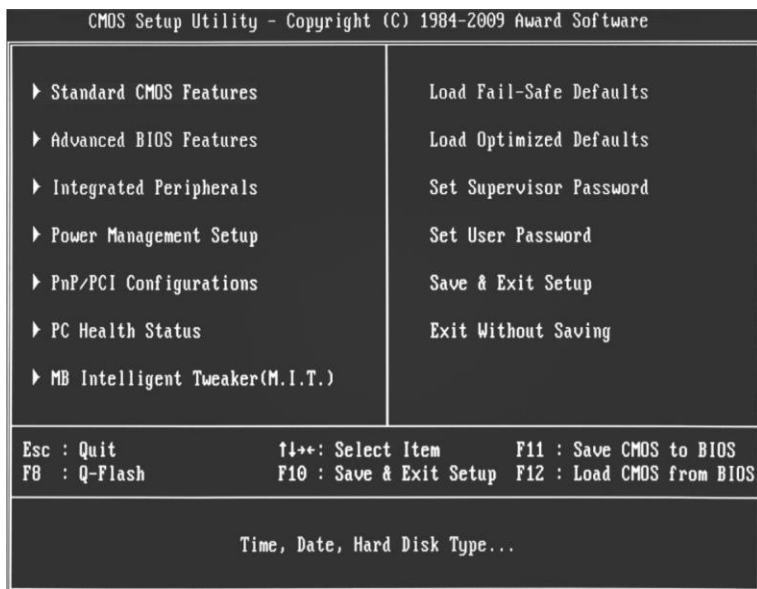 CMOS Setup Utility - Copyright (C) 1984-2009 Award Software
Standard CMOS Features
Advanced BIOS Features
Integrated Peripherals
Power Management Setup
PnP/PCI Configurations
PC Health Status
MB Intelligent Tweaker(M.I.T.)
Load Fail-Safe Defaults
Load Optimized Defaults
Set Supervisor Password
Set User Password
Save & Exit Setup
Exit Without Saving
Esc : Quit ↑↓→←: Select Item F11 : Save CMOS to BIOS
F8 : Q-Flash F10 : Save & Exit Setup F12 : Load CMOS from BIOS
Time, Date, Hard Disk Type...